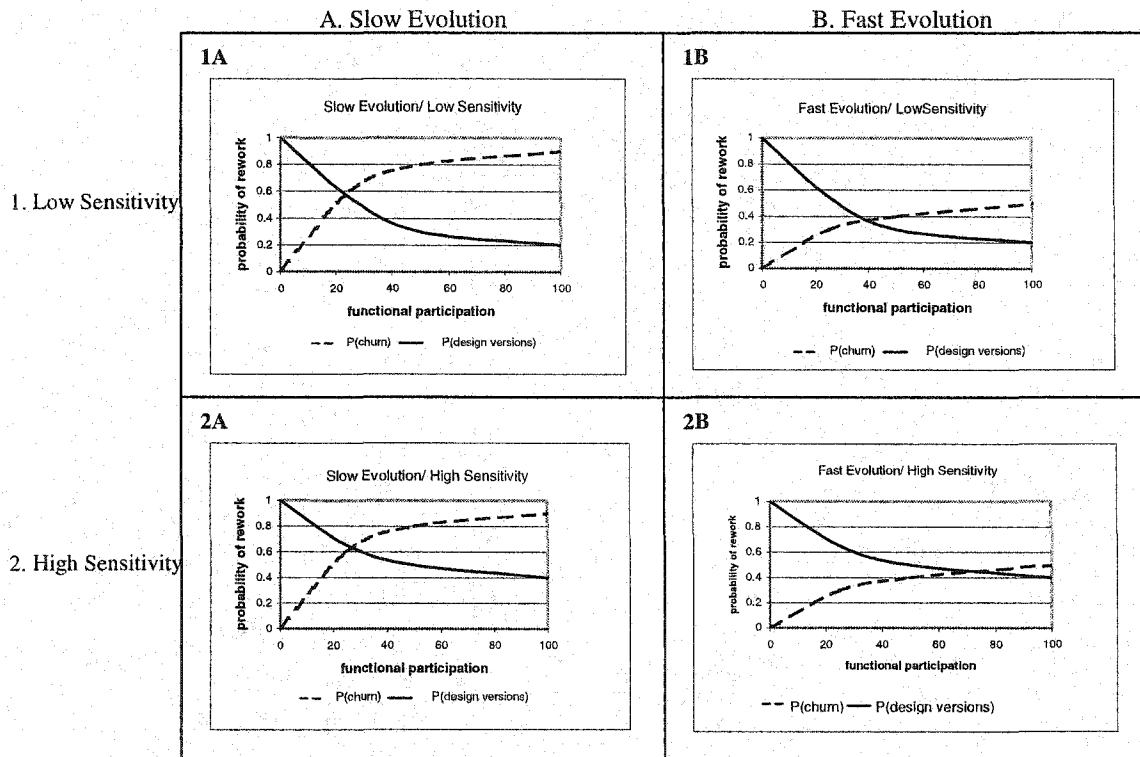 A. Slow Evolution
B. Fast Evolution
1. Low Sensitivity
1A
Slow Evolution/ Low Sensitivity
probability of rework
1
0.8
0.6
0.4
0.2
0
0 20 40 60 80 100
functional participation
P(churn) P(design versions)
1B
Fast Evolution/ LowSensitivity
probability of rework
1
0.8
0.6
0.4
0.2
0
0 20 40 60 80 100
functional participation
P(churn) P(design versions)
2. High Sensitivity
2A
Slow Evolution/ High Sensitivity
probability of rework
1
0.8
0.6
0.4
0.2
0
0 20 40 60 80 100
functional participation
P(churn) P(design versions)
2B
Fast Evolution/ High Sensitivity
probability of rework
1
0.8
0.6
0.4
0.2
0
0 20 40 60 80 100
functional participation
P(churn) P(design versions)